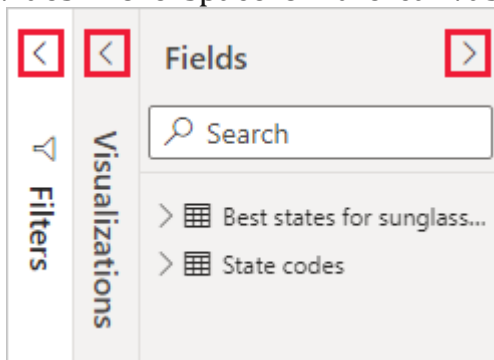 Fields
Search
Filters
Visualizations
Best states for sunglass...
State codes